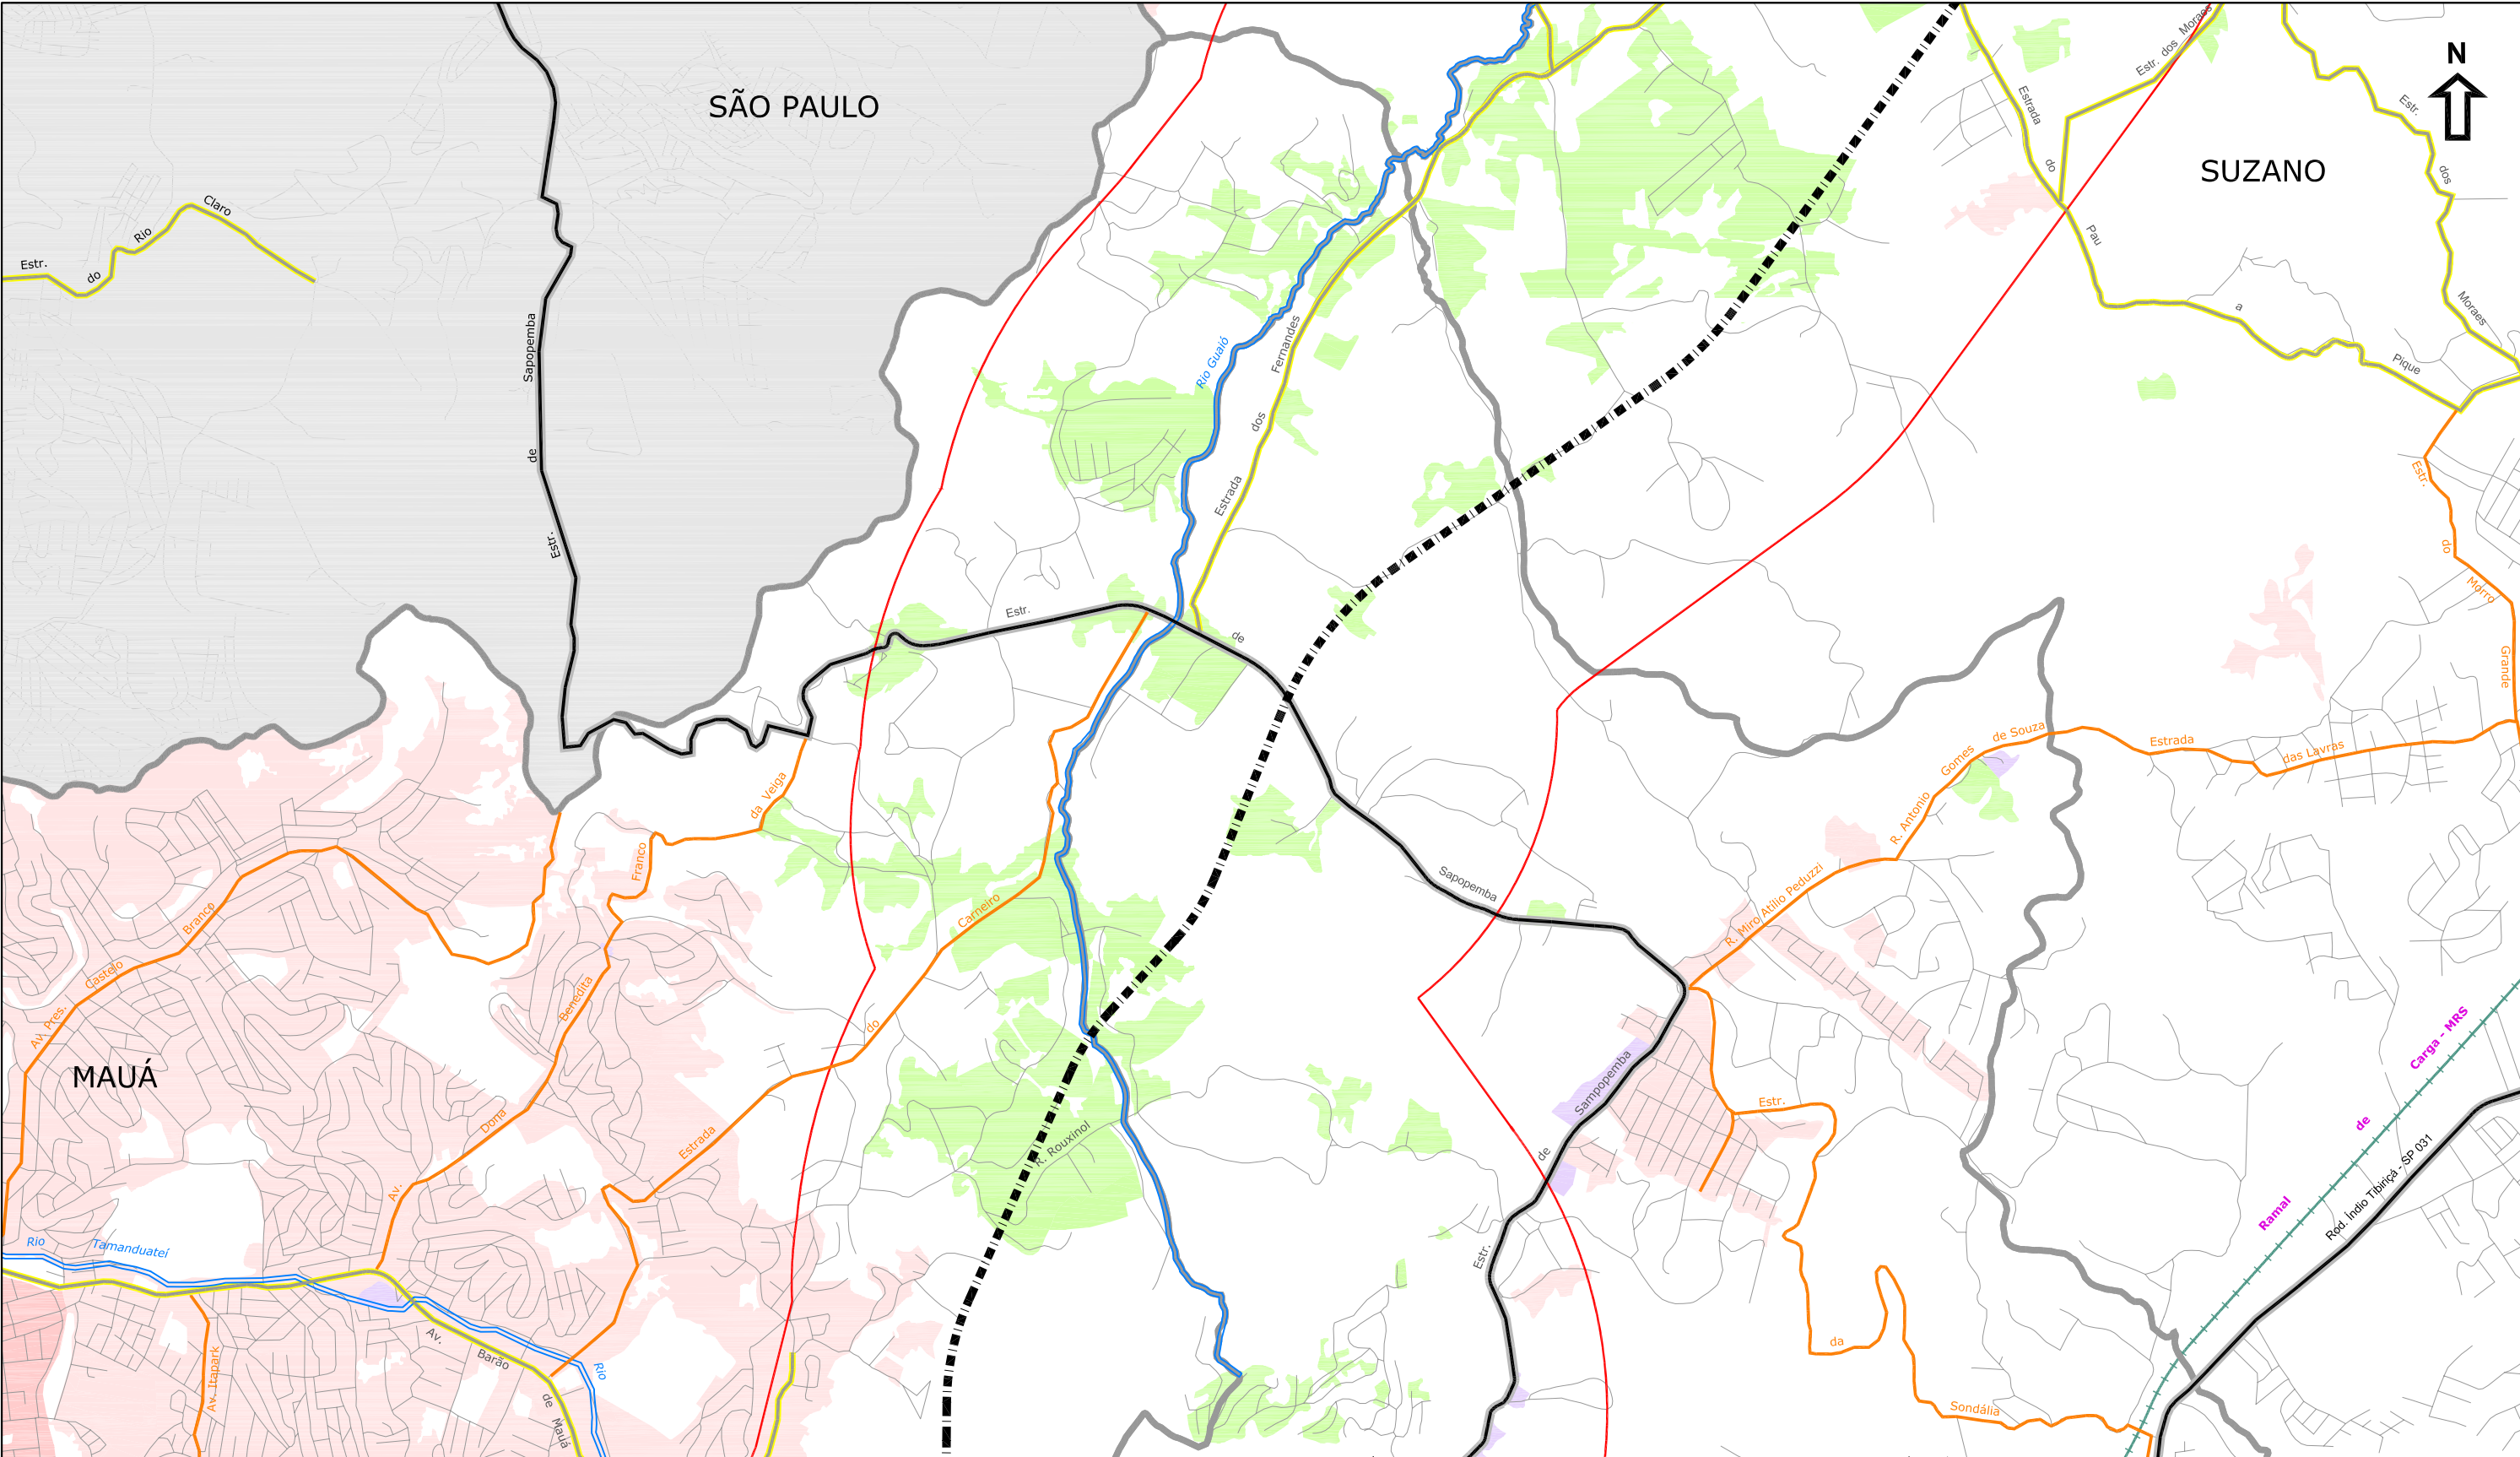 N
SÃO PAULO
SUZANO
MAUÁ
Estr. do Rio Claro
Estr. de Sapopemba
Rio Guaió
Estrada dos Fernandes
Estr. dos Moraes
Estrada do Pau a Pique
Estr. dos Moraes
Estr. do Morro Grande
Estr. de Sapopemba
da Veiga
Franco
Benedita
Dona
Av.
Av. Pres. Castelo Branco
Estrada do Carneiro
R. Rouxinol
R. Miro Atílio Peduzzi
R. Antonio Gomes de Souza
Estrada das Lavras
Estr. de Sampopemba
Estr. da Sondália
Ramal de Carga - MRS
Rod. Índio Tibiriçá - SP 031
Rio Tamanduateí
Av. Barão de Mauá
Rio
Av. Itapark